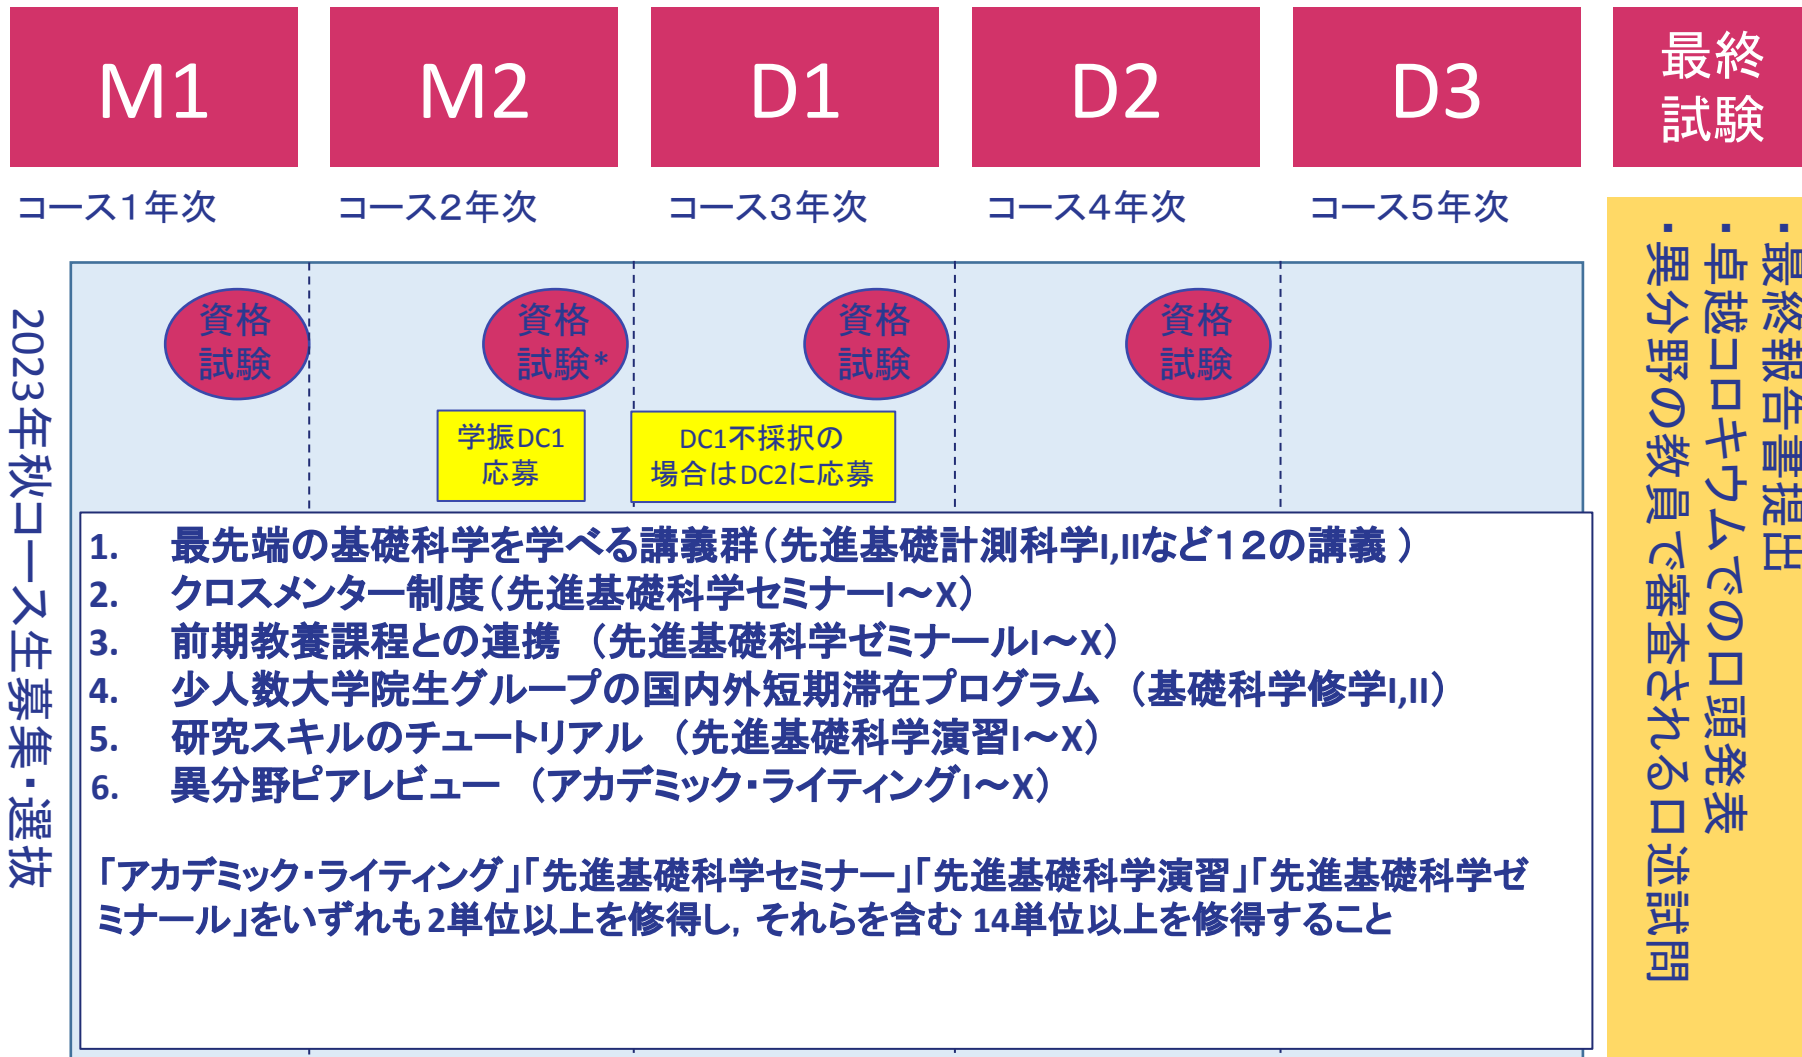 M1
M2
D1
D2
D3
最終
試験
コース1年次
コース2年次
コース3年次
コース4年次
コース5年次
2023年秋コース生募集・選抜
資格
試験
資格
試験*
資格
試験
資格
試験
学振DC1
応募
DC1不採択の
場合はDC2に応募
1. 最先端の基礎科学を学べる講義群（先進基礎計測科学I,IIなど12の講義 ）
2. クロスメンター制度（先進基礎科学セミナーI～X）
3. 前期教養課程との連携 （先進基礎科学ゼミナールI～X）
4. 少人数大学院生グループの国内外短期滞在プログラム （基礎科学修学I,II）
5. 研究スキルのチュートリアル （先進基礎科学演習I～X）
6. 異分野ピアレビュー （アカデミック・ライティングI～X）
「アカデミック・ライティング」「先進基礎科学セミナー」「先進基礎科学演習」「先進基礎科学ゼ
ミナール」をいずれも2単位以上を修得し, それらを含む 14単位以上を修得すること
・最終報告書提出
・卓越コロキウムでの口頭発表
・異分野の教員で審査される口述試問